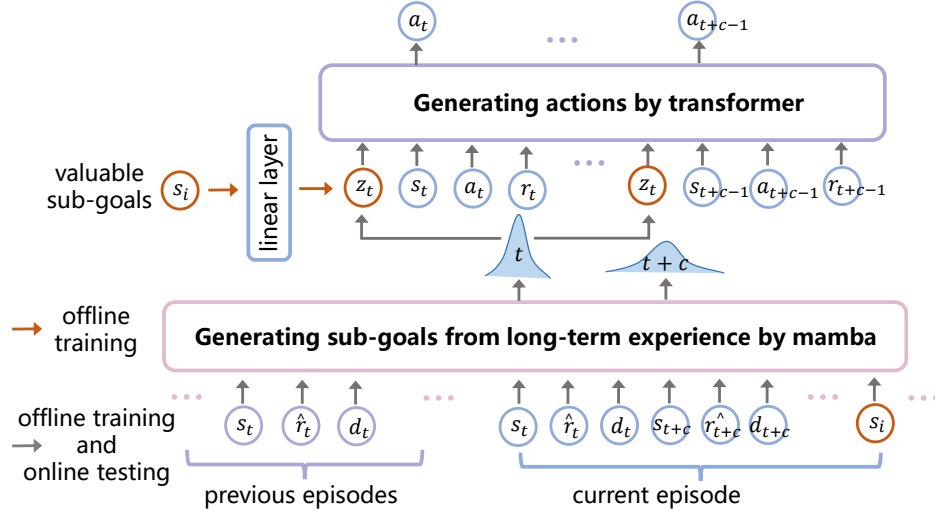 a_t ... a_{t+c−1}
Generating actions by transformer
valuable
sub-goals
s_i
linear layer
z_t s_t a_t r_t ... z_t s_{t+c−1} a_{t+c−1} r_{t+c−1}
t
t + c
offline
training
Generating sub-goals from long-term experience by mamba
offline training
and
online testing
... s_t r̂_t d_t ... s_t r̂_t d_t s_{t+c} r̂_{t+c} d_{t+c} ... s_i ...
previous episodes
current episode